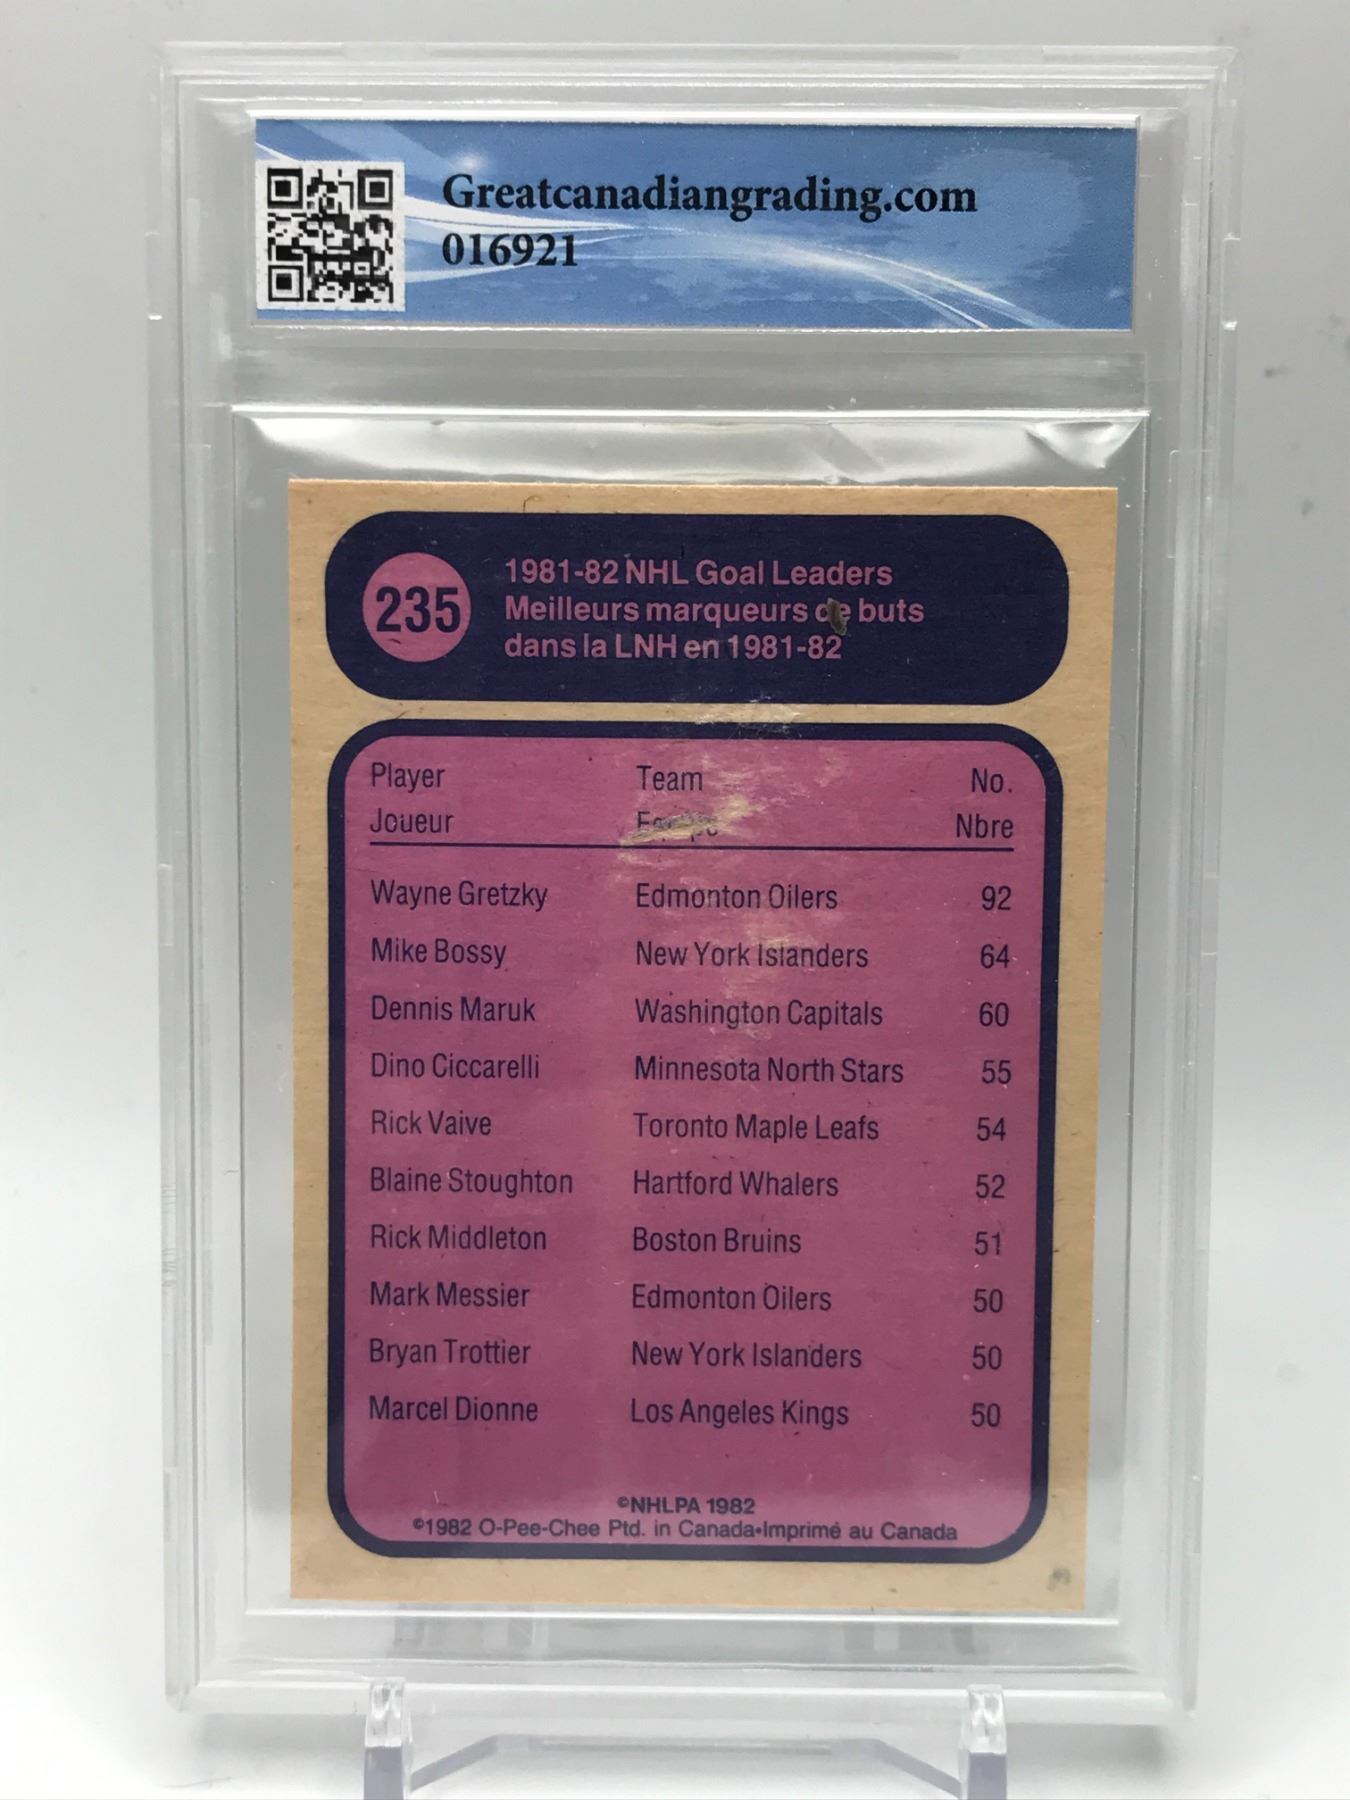 Greatcanadiangrading.com
016921
235
1981-82 NHL Goal Leaders
Meilleurs marqueurs de buts
dans la LNH en 1981-82
Player Team No.
Joueur Equipe Nbre
Wayne Gretzky Edmonton Oilers 92
Mike Bossy New York Islanders 64
Dennis Maruk Washington Capitals 60
Dino Ciccarelli Minnesota North Stars 55
Rick Vaive Toronto Maple Leafs 54
Blaine Stoughton Hartford Whalers 52
Rick Middleton Boston Bruins 51
Mark Messier Edmonton Oilers 50
Bryan Trottier New York Islanders 50
Marcel Dionne Los Angeles Kings 50
©NHLPA 1982
©1982 O-Pee-Chee Ptd. in Canada•Imprimé au Canada